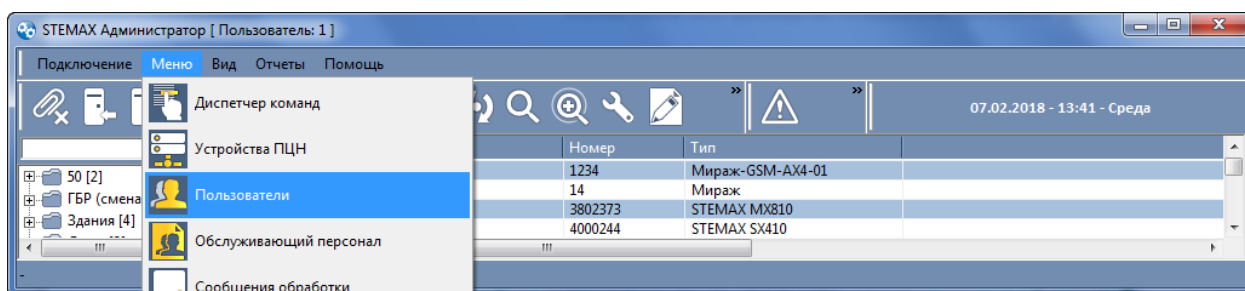 STEMAX Администратор [ Пользователь: 1 ]
Подключение Меню Вид Отчеты Помощь
07.02.2018 - 13:41 - Среда
Диспетчер команд
Устройства ПЦН
Пользователи
Обслуживающий персонал
Сообщения обработки
Номер Тип
1234 Мираж-GSM-AX4-01
14 Мираж
3802373 STEMAX MX810
4000244 STEMAX SX410
50 [2]
ГБР (смена
Здания [4]
-